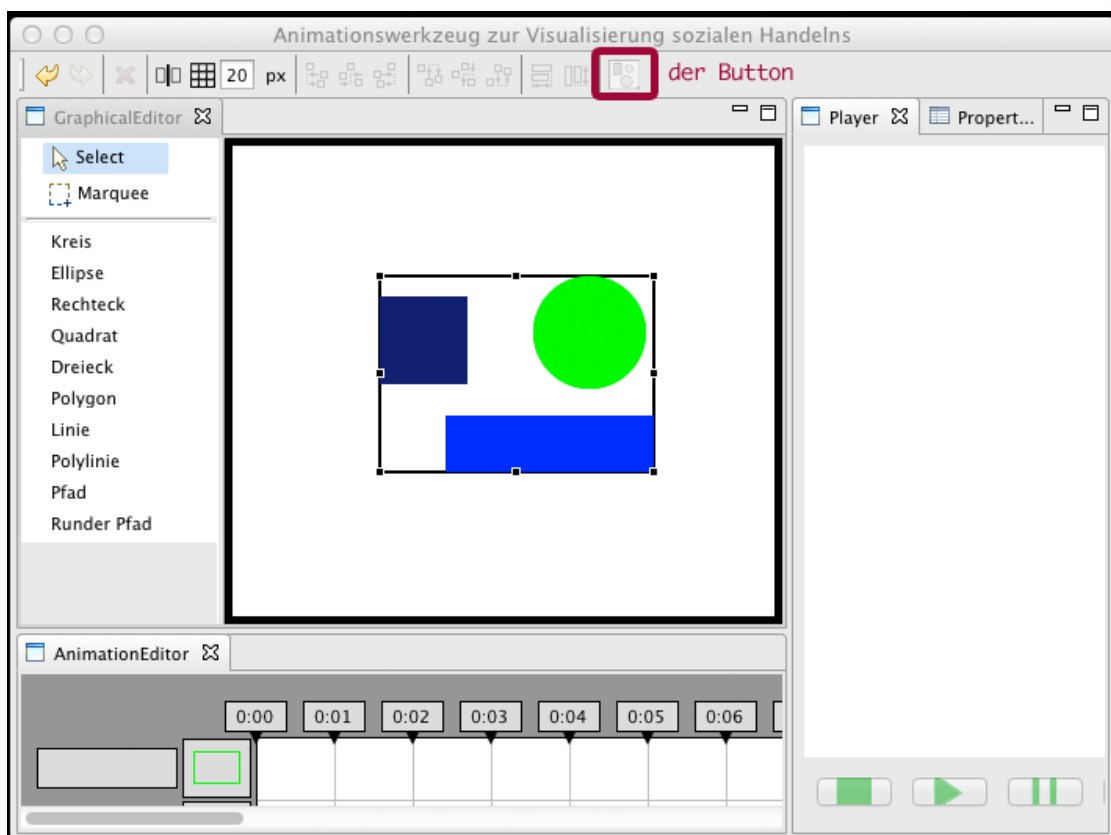 Animationswerkzeug zur Visualisierung sozialen Handelns
20 px
der Button
GraphicalEditor
Player
Propert...
Select
Marquee
Kreis
Ellipse
Rechteck
Quadrat
Dreieck
Polygon
Linie
Polylinie
Pfad
Runder Pfad
AnimationEditor
0:00 0:01 0:02 0:03 0:04 0:05 0:06